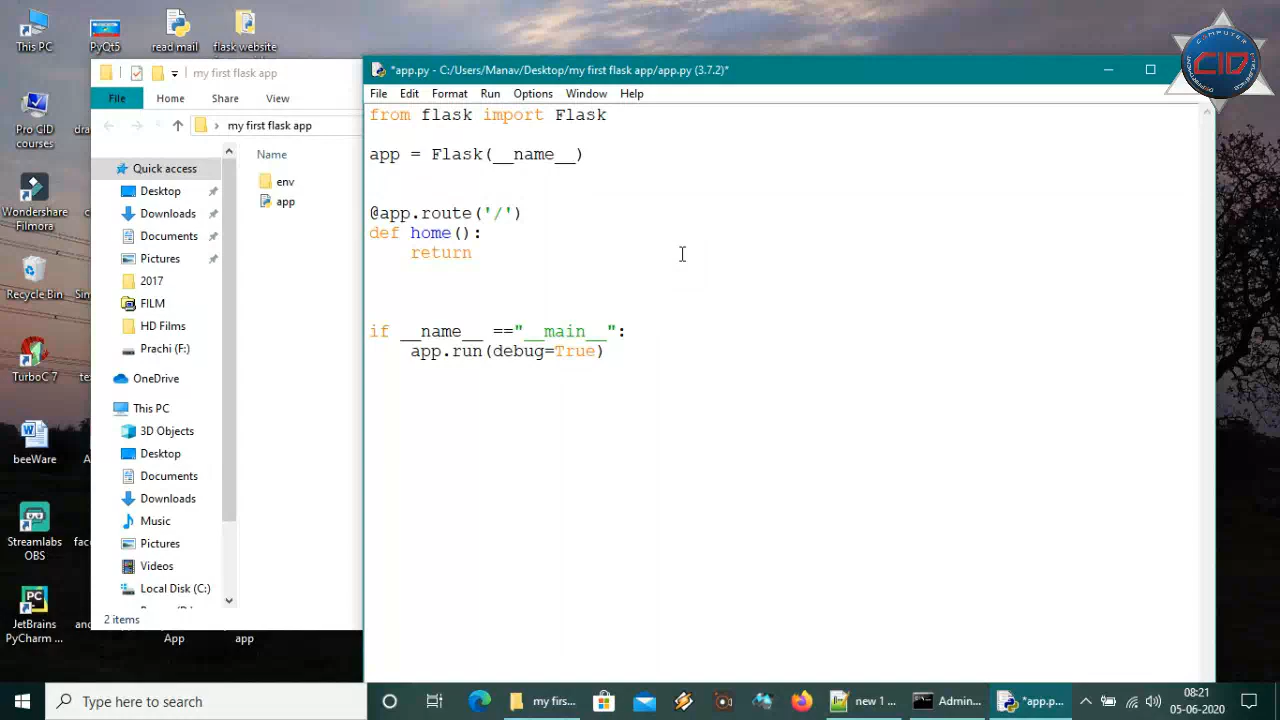 This PC
PyQt5
read mail
flask website
my first flask app
File
Home
Share
View
my first flask app
Name
env
app
Quick access
Desktop
Downloads
Documents
Pictures
2017
FILM
HD Films
Prachi (F:)
OneDrive
This PC
3D Objects
Desktop
Documents
Downloads
Music
Pictures
Videos
Local Disk (C:)
2 items
Pro CID
courses
Wondershare
Filmora
Recycle Bin
TurboC 7
beeWare
Streamlabs
OBS
JetBrains
PyCharm ...
App
app
*app.py - C:/Users/Manav/Desktop/my first flask app/app.py (3.7.2)*
File Edit Format Run Options Window Help
from flask import Flask
app = Flask(__name__)
@app.route('/')
def home():
return
if __name__ =="__main__":
app.run(debug=True)
COMPUTER
CID
Type here to search
my firs...
new 1 ...
Admin...
*app.p...
08:21
05-06-2020